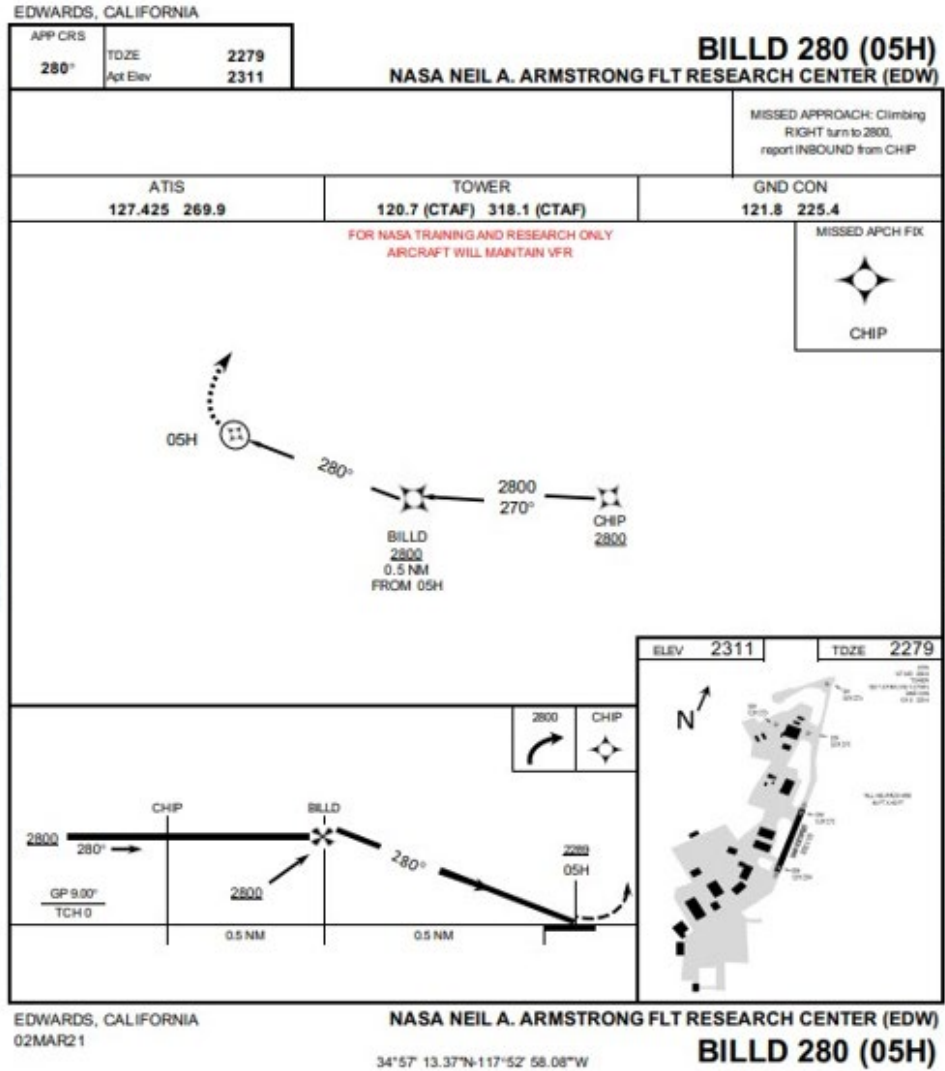 EDWARDS, CALIFORNIA
APP CRS
280°
TDZE 2279
Apt Elev 2311
BILLD 280 (05H)
NASA NEIL A. ARMSTRONG FLT RESEARCH CENTER (EDW)
MISSED APPROACH: Climbing
RIGHT turn to 2800,
report INBOUND from CHIP
ATIS
127.425 269.9
TOWER
120.7 (CTAF) 318.1 (CTAF)
GND CON
121.8 225.4
FOR NASA TRAINING AND RESEARCH ONLY
AIRCRAFT WILL MAINTAIN VFR
MISSED APCH FIX
CHIP
05H
280°
2800
270°
CHIP
2800
BILLD
2800
0.5 NM
FROM 05H
ELEV 2311
TDZE 2279
N
2800
CHIP
CHIP
BILLD
2800
280°
280°
2289
05H
2800
GP 9.00°
TCH 0
0.5 NM
0.5 NM
EDWARDS, CALIFORNIA
02MAR21
NASA NEIL A. ARMSTRONG FLT RESEARCH CENTER (EDW)
34°57' 13.37"N-117°52' 58.08"W
BILLD 280 (05H)